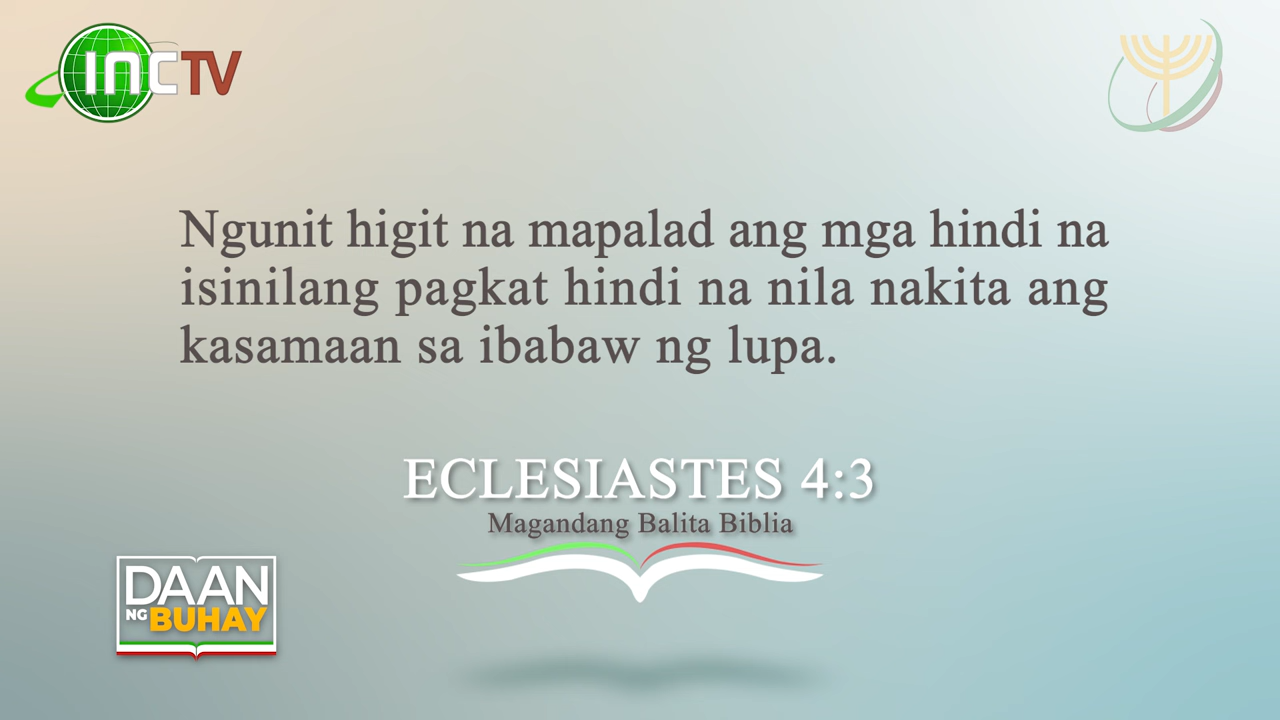 INCTV
Ngunit higit na mapalad ang mga hindi na
isinilang pagkat hindi na nila nakita ang
kasamaan sa ibabaw ng lupa.
ECLESIASTES 4:3
Magandang Balita Biblia
DAAN
NG BUHAY